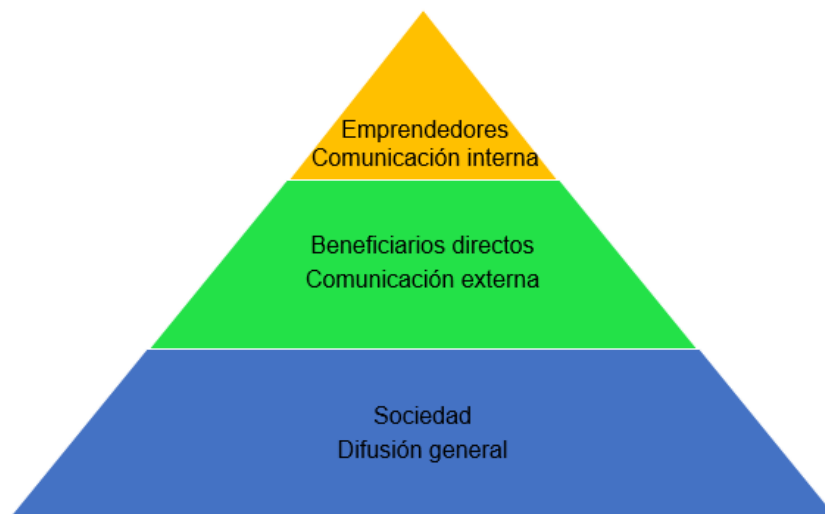 Emprendedores
Comunicación interna
Beneficiarios directos
Comunicación externa
Sociedad
Difusión general